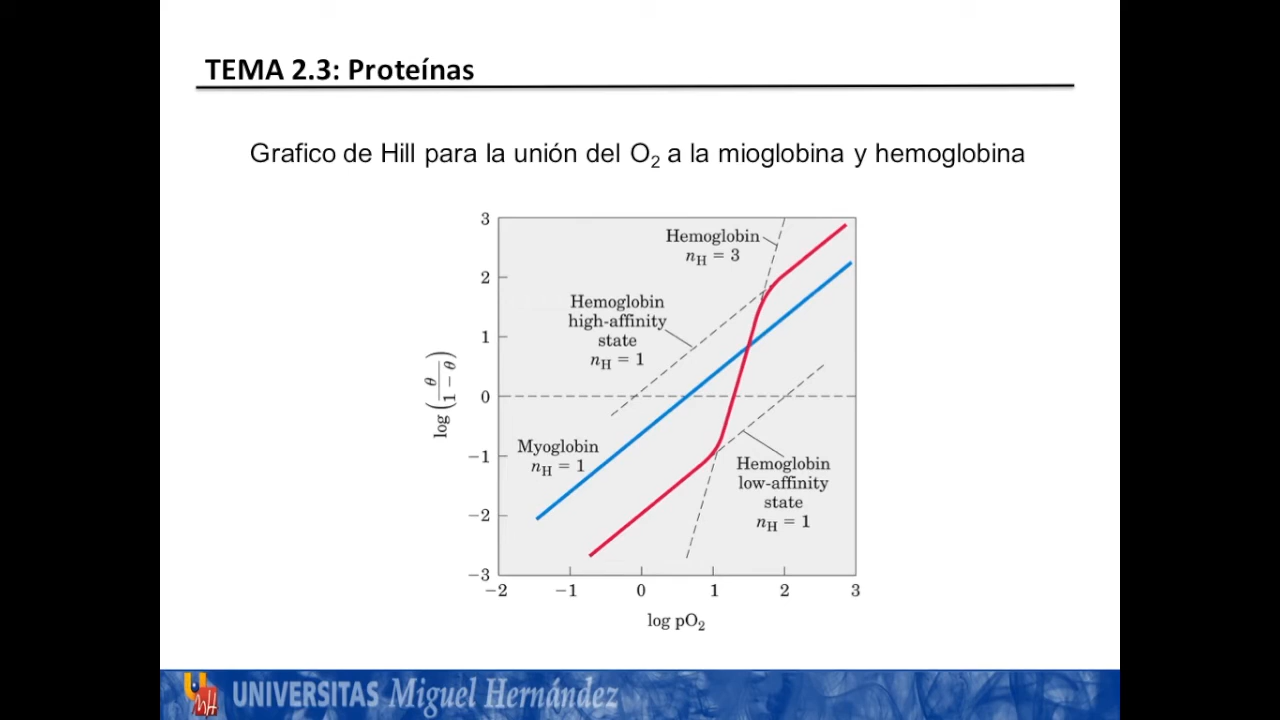 TEMA 2.3: Proteínas
Grafico de Hill para la unión del O₂ a la mioglobina y hemoglobina
3
2
1
0
−1
−2
−3
log (θ / 1 − θ)
Hemoglobin
nH = 3
Hemoglobin
high-affinity
state
nH = 1
Myoglobin
nH = 1
Hemoglobin
low-affinity
state
nH = 1
−2 −1 0 1 2 3
log pO₂
UNIVERSITAS Miguel Hernández